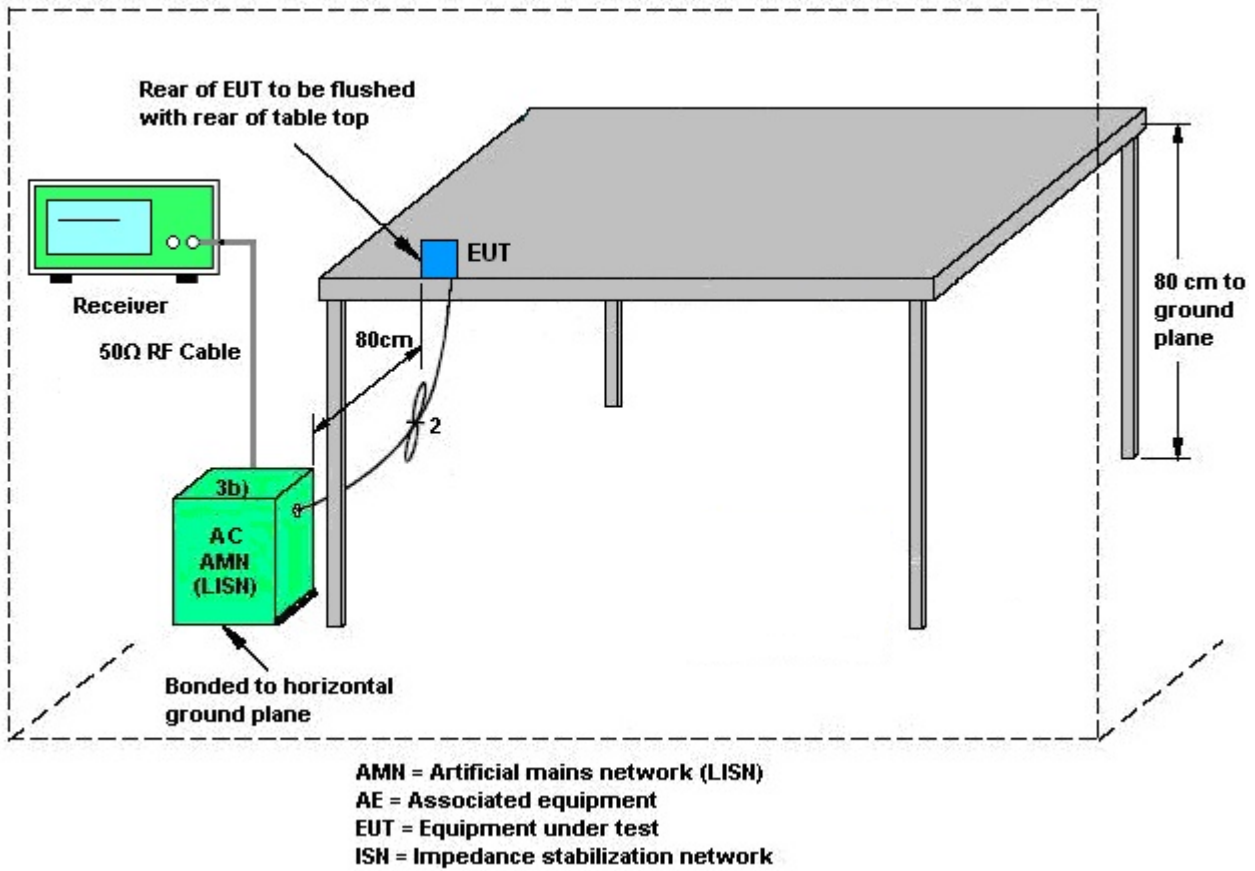 Rear of EUT to be flushed
with rear of table top
EUT
Receiver
50Ω RF Cable
80cm
2
80 cm to
ground
plane
3b)
AC
AMN
(LISN)
Bonded to horizontal
ground plane
AMN = Artificial mains network (LISN)
AE = Associated equipment
EUT = Equipment under test
ISN = Impedance stabilization network